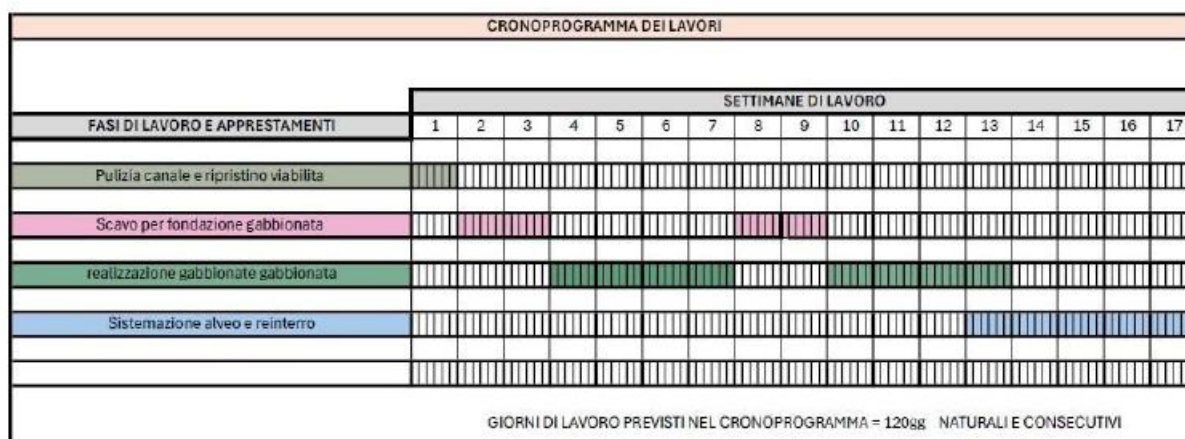 CRONOPROGRAMMA DEI LAVORI
SETTIMANE DI LAVORO
FASI DI LAVORO E APPRESTAMENTI 1 2 3 4 5 6 7 8 9 10 11 12 13 14 15 16 17
Pulizia canale e ripristino viabilita
Scavo per fondazione gabbionata
realizzazione gabbionate gabbionata
Sistemazione alveo e reinterro
GIORNI DI LAVORO PREVISTI NEL CRONOPROGRAMMA = 120gg NATURALI E CONSECUTIVI